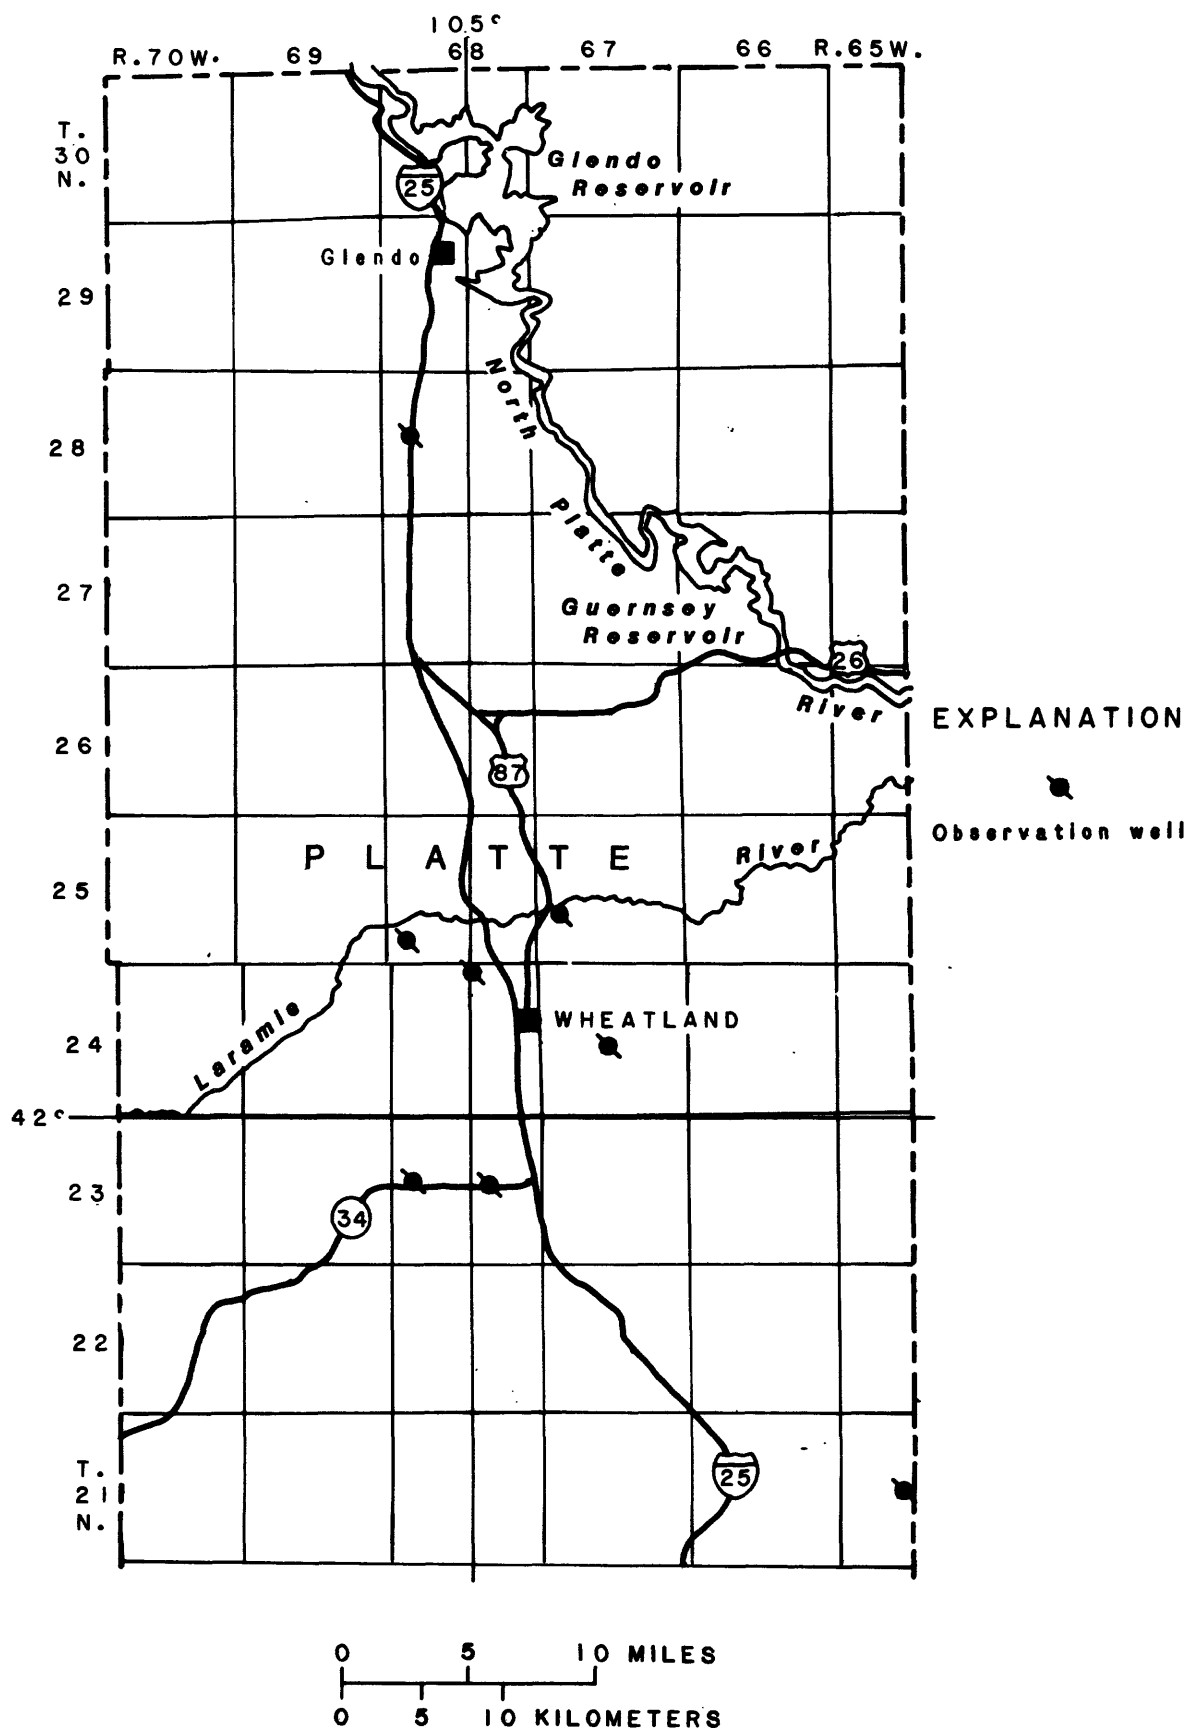 105°
R.70W. 69 68 67 66 R.65W.
T.
30
N.
Glendo
Reservoir
25
Glendo
29
North
28
Platte
27
Guernsey
Reservoir
26
River
EXPLANATION
26
87
Observation well
PLATTE
River
25
Laramie
WHEATLAND
24
42°
23
34
22
T.
21
N.
25
0 5 10 MILES
0 5 10 KILOMETERS